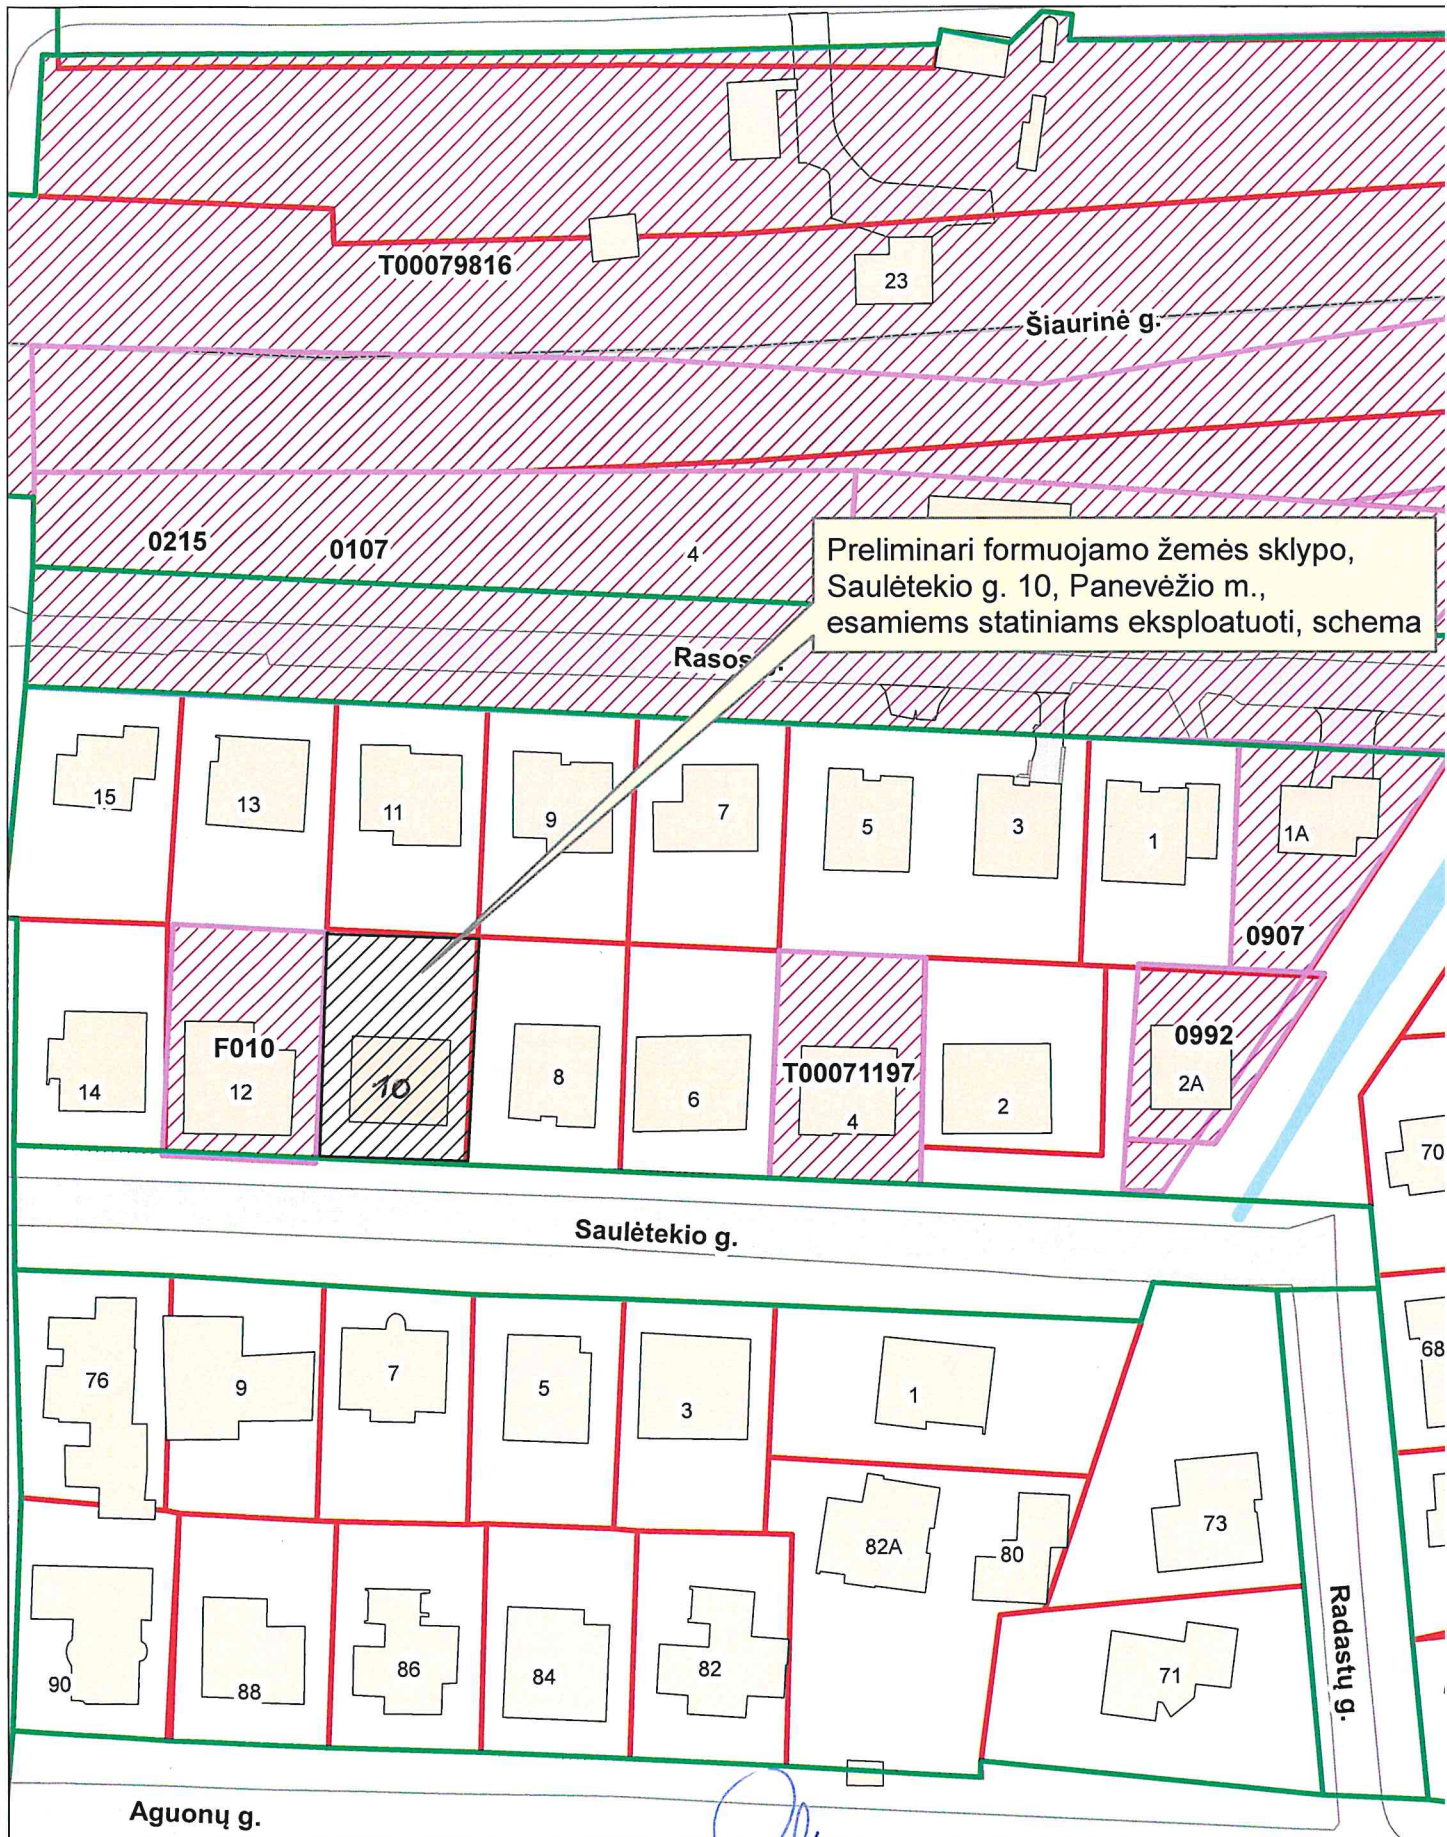 T00079816
23
Šiaurinė g.
0215
0107
4
Preliminari formuojamo žemės sklypo,
Saulėtekio g. 10, Panevėžio m.,
esamiems statiniams eksploatuoti, schema
Rasos g.
15
13
11
9
7
5
3
1
1A
0907
14
F010
12
10
8
6
T00071197
4
2
0992
2A
70
Saulėtekio g.
76
9
7
5
3
1
68
82A
80
73
90
88
86
84
82
71
Radastų g.
Aguonų g.